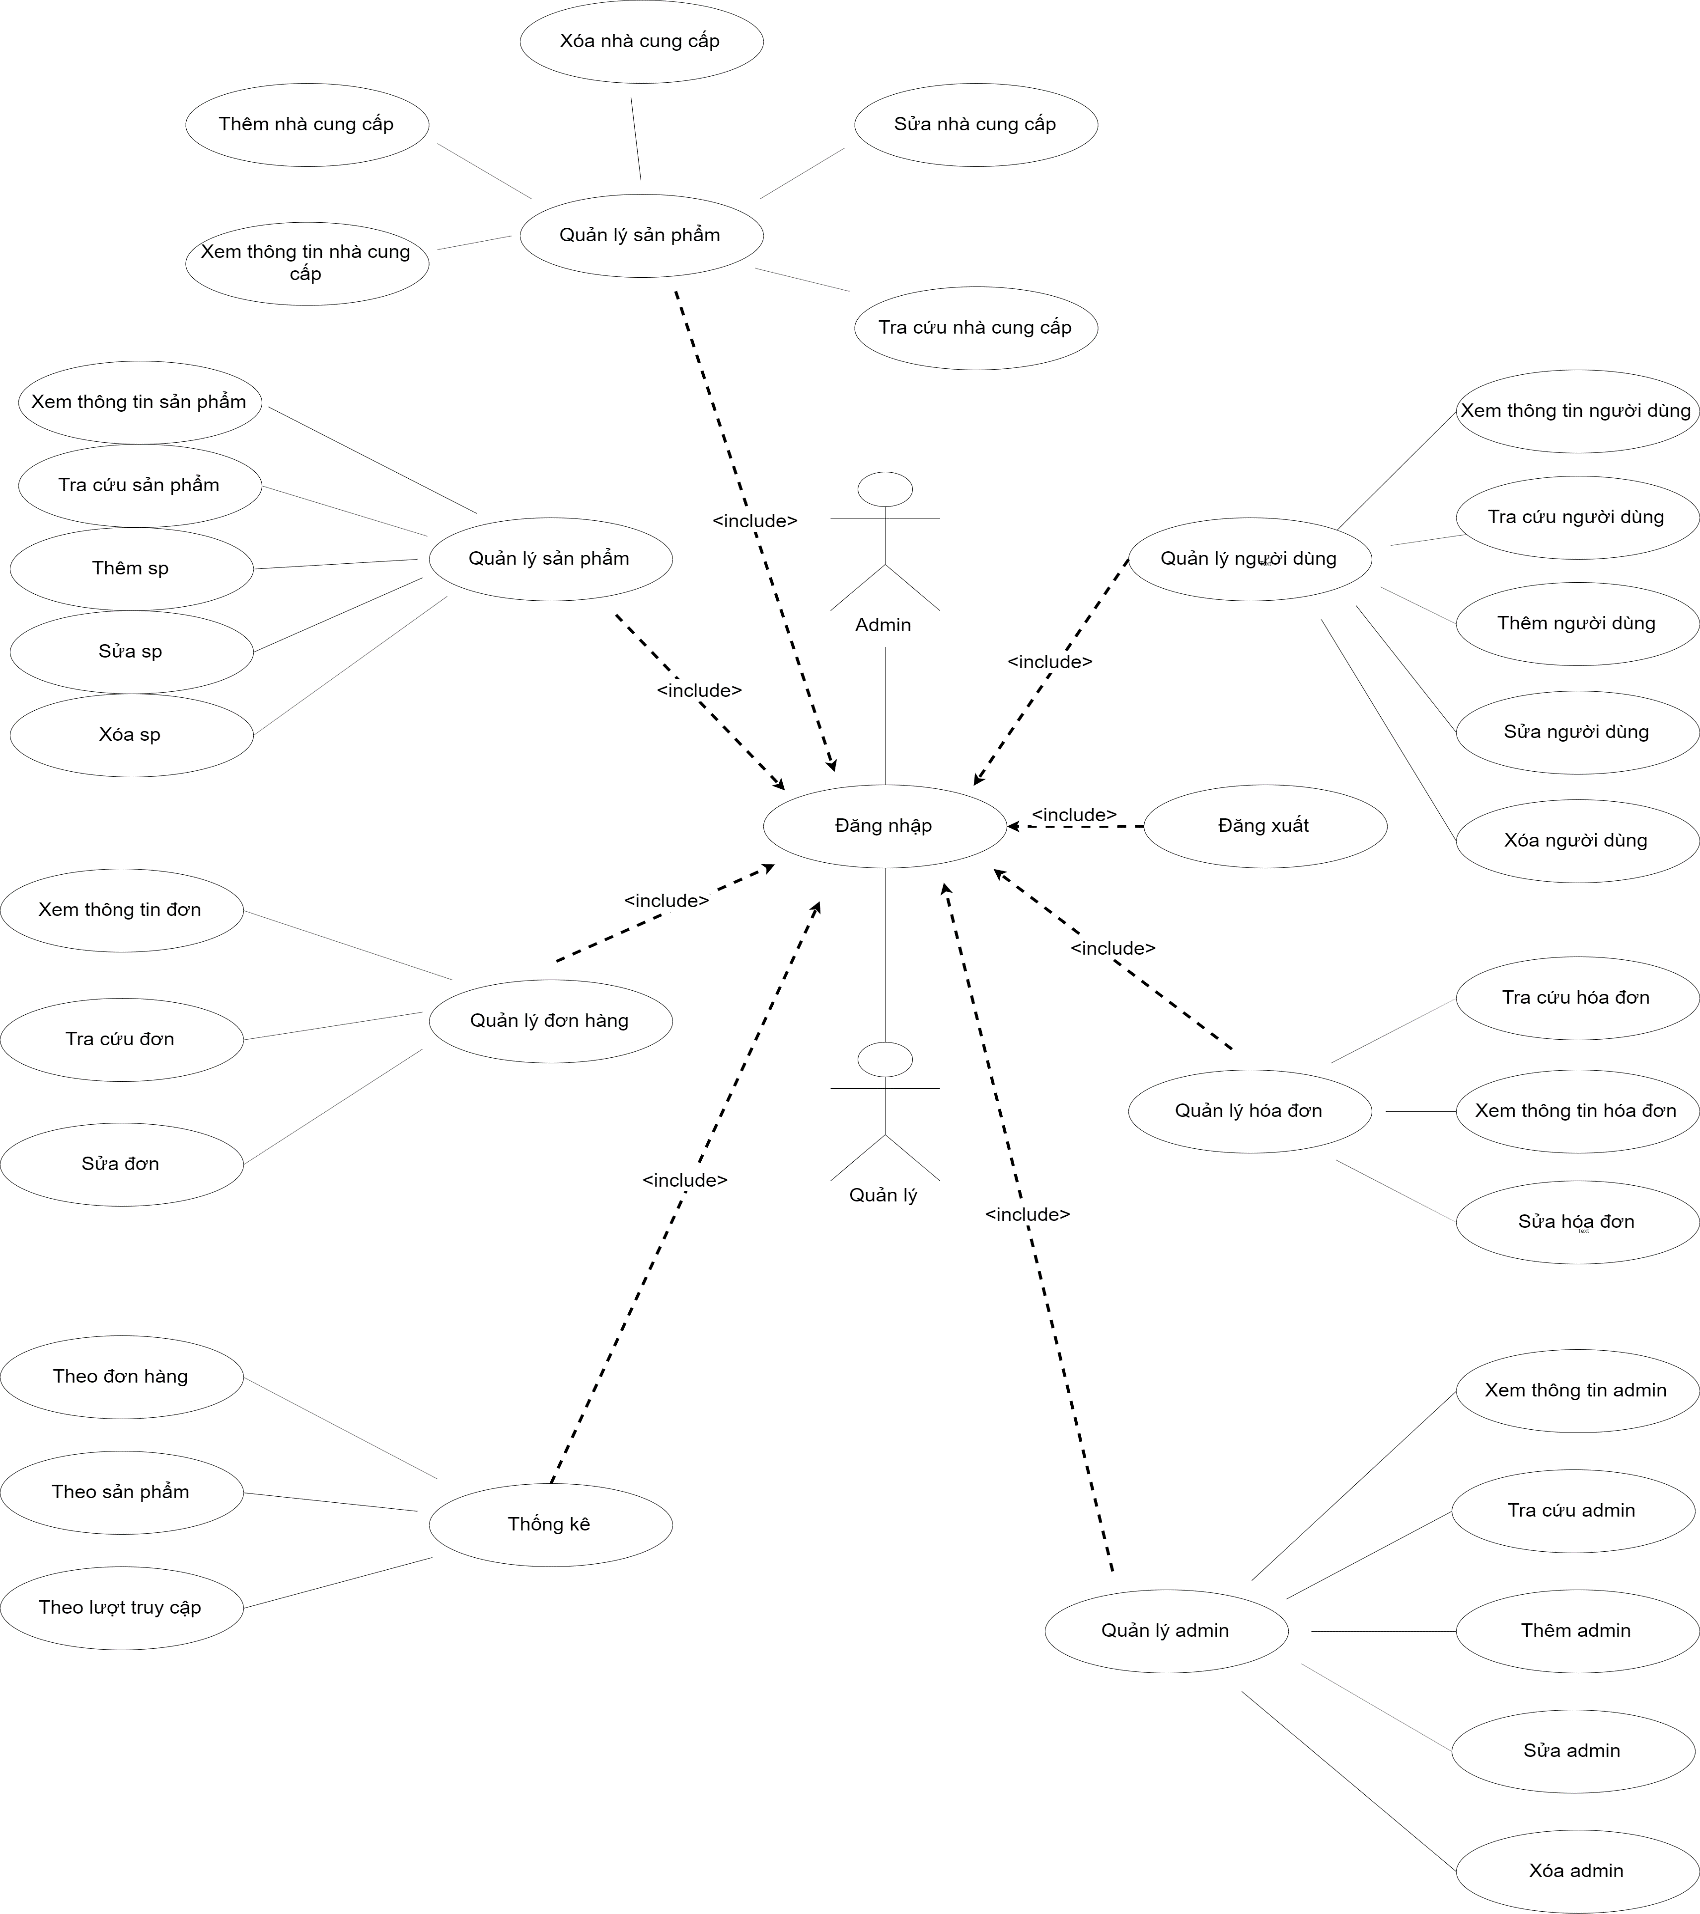 Xóa nhà cung cấp
Thêm nhà cung cấp
Sửa nhà cung cấp
Quản lý sản phẩm
Xem thông tin nhà cung
cấp
Tra cứu nhà cung cấp
Xem thông tin sản phẩm
Xem thông tin người dùng
Tra cứu sản phẩm
Tra cứu người dùng
<include>
Quản lý sản phẩm
Quản lý người dùng
Thêm sp
Admin
Thêm người dùng
Sửa sp
<include>
<include>
Xóa sp
Sửa người dùng
Đăng nhập
<include>
Đăng xuất
Xóa người dùng
Xem thông tin đơn
<include>
<include>
Tra cứu hóa đơn
Quản lý đơn hàng
Tra cứu đơn
Quản lý hóa đơn
Xem thông tin hóa đơn
Sửa đơn
<include>
Quản lý
<include>
Sửa hóa đơn
Text
Theo đơn hàng
Xem thông tin admin
Theo sản phẩm
Tra cứu admin
Thống kê
Theo lượt truy cập
Quản lý admin
Thêm admin
Sửa admin
Xóa admin